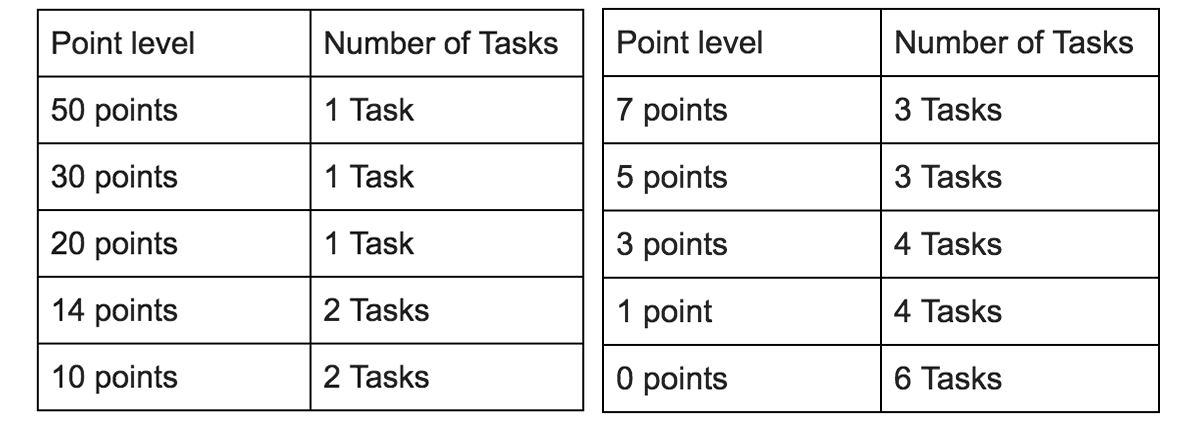 Point level Number of Tasks
50 points 1 Task
30 points 1 Task
20 points 1 Task
14 points 2 Tasks
10 points 2 Tasks
Point level Number of Tasks
7 points 3 Tasks
5 points 3 Tasks
3 points 4 Tasks
1 point 4 Tasks
0 points 6 Tasks